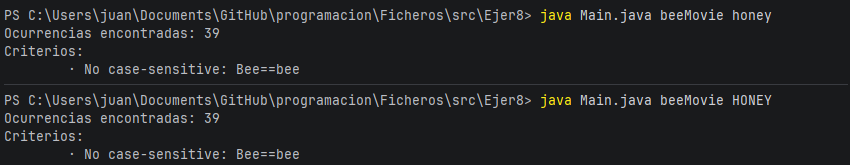 PS C:\Users\juan\Documents\GitHub\programacion\Ficheros\src\Ejer8> java Main.java beeMovie honey
Ocurrencias encontradas: 39
Criterios:
        · No case-sensitive: Bee==bee
PS C:\Users\juan\Documents\GitHub\programacion\Ficheros\src\Ejer8> java Main.java beeMovie HONEY
Ocurrencias encontradas: 39
Criterios:
        · No case-sensitive: Bee==bee